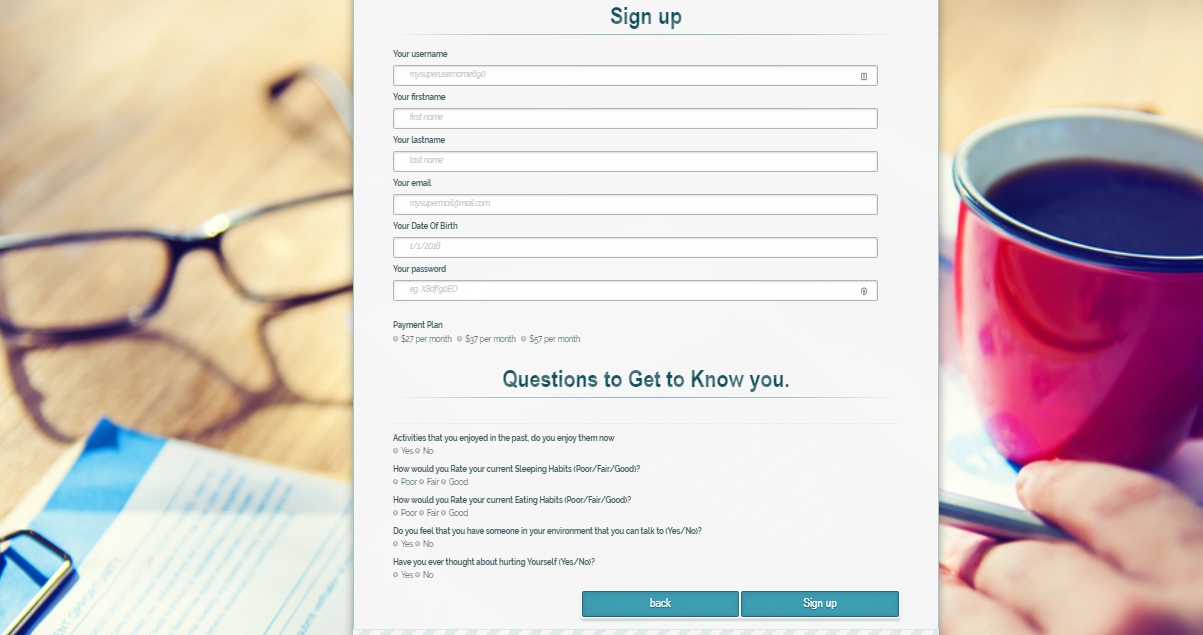 Sign up
Your username
mysuperusername690
Your firstname
first name
Your lastname
last name
Your email
mysupermail@mail.com
Your Date Of Birth
1/1/2018
Your password
eg. X8df!90EO
Payment Plan
$27 per month $37 per month $57 per month
Questions to Get to Know you.
Activities that you enjoyed in the past, do you enjoy them now
Yes No
How would you Rate your current Sleeping Habits (Poor/Fair/Good)?
Poor Fair Good
How would you Rate your current Eating Habits (Poor/Fair/Good)?
Poor Fair Good
Do you feel that you have someone in your environment that you can talk to (Yes/No)?
Yes No
Have you ever thought about hurting Yourself (Yes/No)?
Yes No
back Sign up